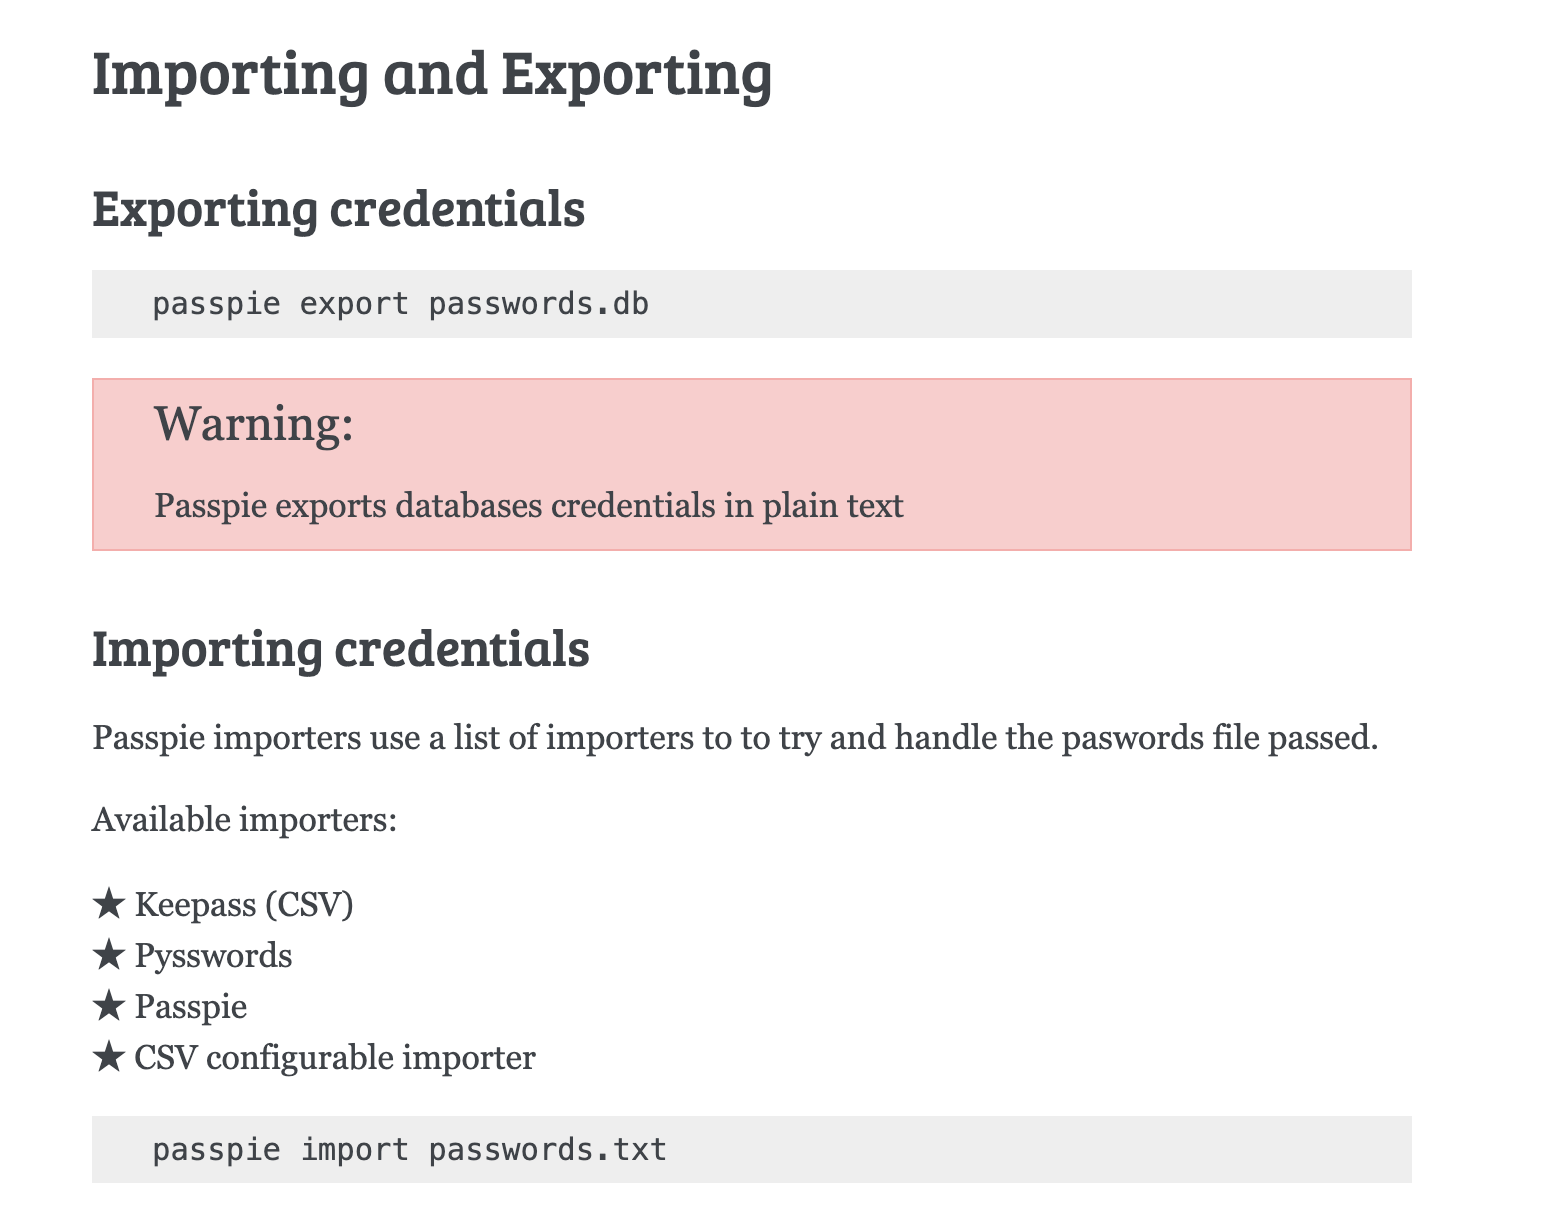 Importing and Exporting
Exporting credentials
passpie export passwords.db
Warning:
Passpie exports databases credentials in plain text
Importing credentials
Passpie importers use a list of importers to to try and handle the paswords file passed.
Available importers:
★ Keepass (CSV)
★ Pysswords
★ Passpie
★ CSV configurable importer
passpie import passwords.txt